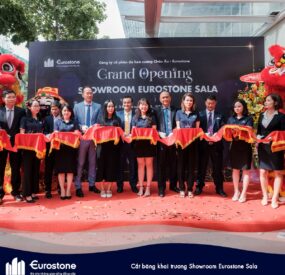 Eurostone
Công ty cổ phần đá kim cương Châu Âu - Eurostone
Grand Opening
SHOWROOM EUROSTONE SALA
Eurostone
Cắt băng khai trương Showroom Eurostone Sala